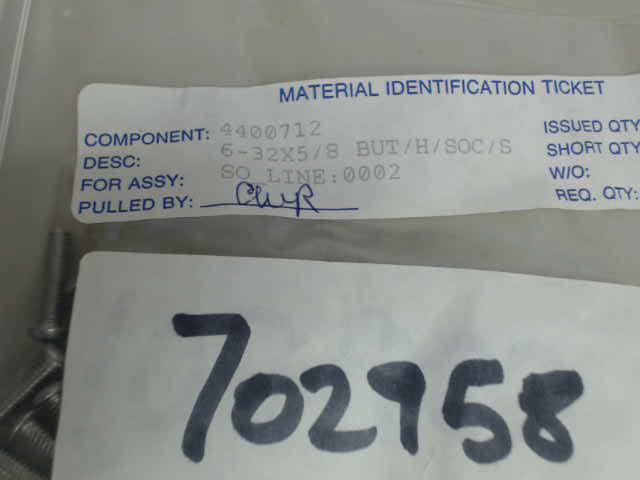 MATERIAL IDENTIFICATION TICKET
COMPONENT: 4400712 ISSUED QTY
DESC: 6-32X5/8 BUT/H/SOC/S SHORT QTY
FOR ASSY: SO LINE:0002 W/O:
PULLED BY: REQ. QTY:
702958